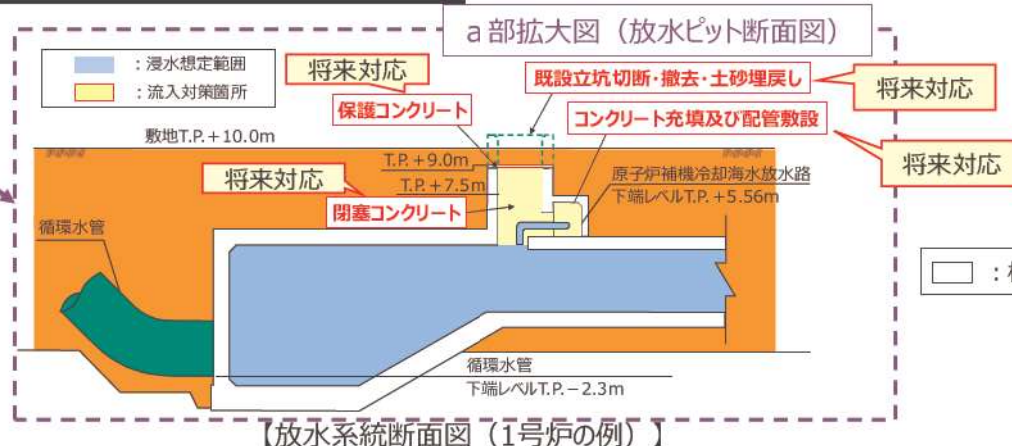 a部拡大図（放水ピット断面図）
：浸水想定範囲
：流入対策箇所
将来対応
既設立坑切断・撤去・土砂埋戻し
将来対応
保護コンクリート
コンクリート充填及び配管敷設
敷地T.P.＋10.0m
将来対応
T.P.＋9.0m
将来対応
T.P.＋7.5m
原子炉補機冷却海水放水路
下端レベルT.P.＋5.56m
閉塞コンクリート
循環水管
循環水管
下端レベルT.P.－2.3m
【放水系統断面図（1号炉の例）】